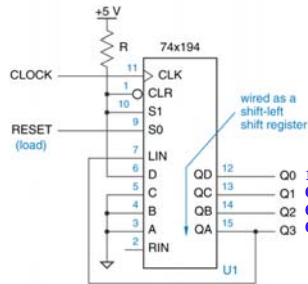 +5 V
R
74x194
CLOCK 11 CLK
1 CLR
10 S1
RESET 9 S0
(load)
wired as a
shift-left
shift register
7 LIN
6 D QD 12 Q0
5 C QC 13 Q1
4 B QB 14 Q2
3 A QA 15 Q3
2 RIN
U1